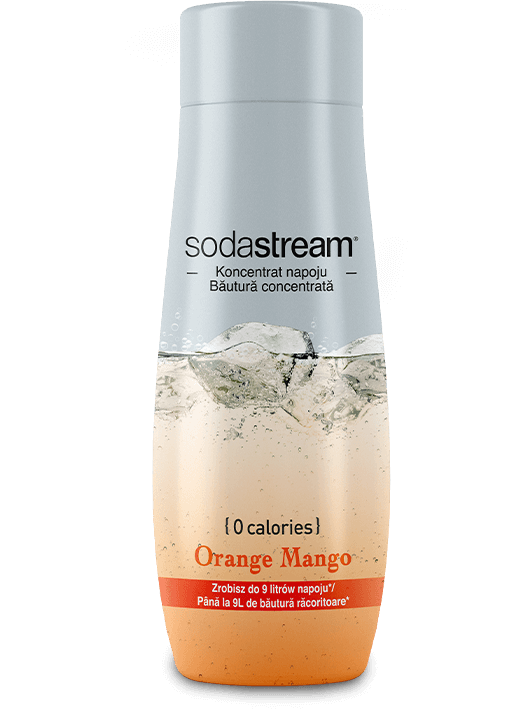 sodastream®
Koncentrat napoju
Băutură concentrată
{0 calories}
Orange Mango
Zrobisz do 9 litrów napoju*/
Până la 9L de băutură răcoritoare*